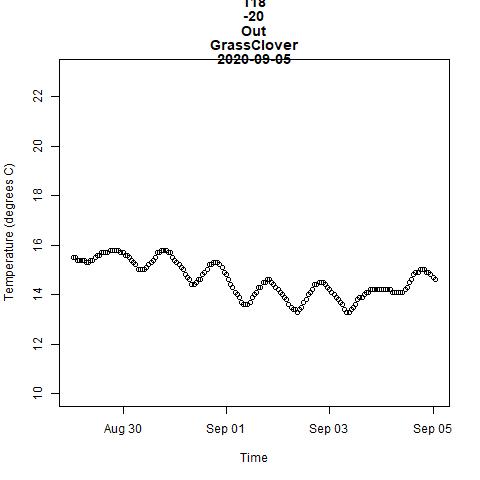 T18
-20
Out
GrassClover
2020-09-05
Temperature (degrees C)
22
20
18
16
14
12
10
Aug 30
Sep 01
Sep 03
Sep 05
Time